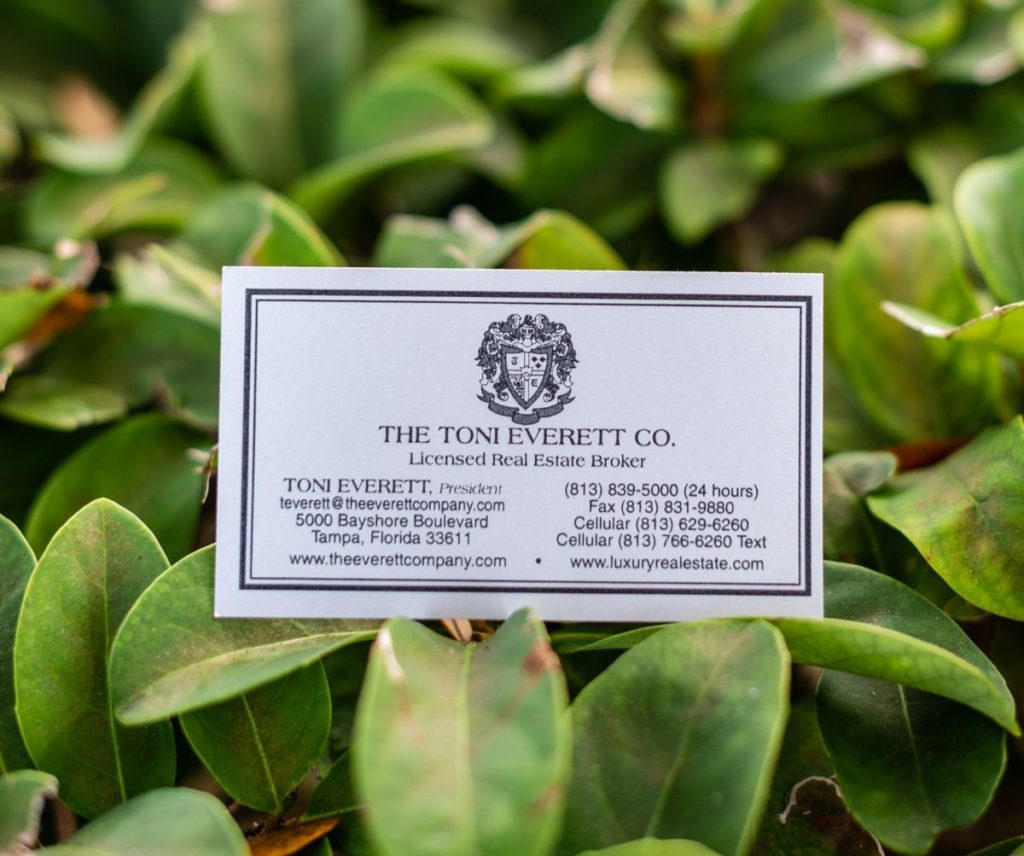 THE TONI EVERETT CO.
Licensed Real Estate Broker
TONI EVERETT, President
teverett@theeverettcompany.com
5000 Bayshore Boulevard
Tampa, Florida 33611
(813) 839-5000 (24 hours)
Fax (813) 831-9880
Cellular (813) 629-6260
Cellular (813) 766-6260 Text
www.theeverettcompany.com • www.luxuryrealestate.com